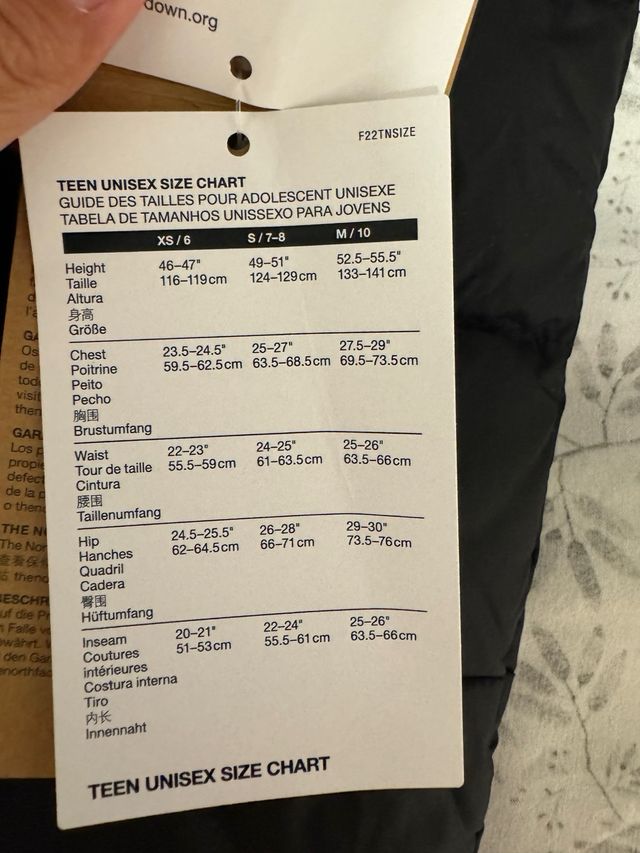 down.org
F22TNSIZE
TEEN UNISEX SIZE CHART
GUIDE DES TAILLES POUR ADOLESCENT UNISEXE
TABELA DE TAMANHOS UNISSEXO PARA JOVENS
XS / 6 S / 7–8 M / 10
Height 46–47" 49–51" 52.5–55.5"
Taille 116–119 cm 124–129 cm 133–141 cm
Altura
身高
Größe
Chest 23.5–24.5" 25–27" 27.5–29"
Poitrine 59.5–62.5 cm 63.5–68.5 cm 69.5–73.5 cm
Peito
Pecho
胸围
Brustumfang
Waist 22–23" 24–25" 25–26"
Tour de taille 55.5–59 cm 61–63.5 cm 63.5–66 cm
Cintura
腰围
Taillenumfang
Hip 24.5–25.5" 26–28" 29–30"
Hanches 62–64.5 cm 66–71 cm 73.5–76 cm
Quadril
Cadera
臀围
Hüftumfang
Inseam 20–21" 22–24" 25–26"
Coutures 51–53 cm 55.5–61 cm 63.5–66 cm
intérieures
Costura interna
Tiro
内长
Innennaht
TEEN UNISEX SIZE CHART